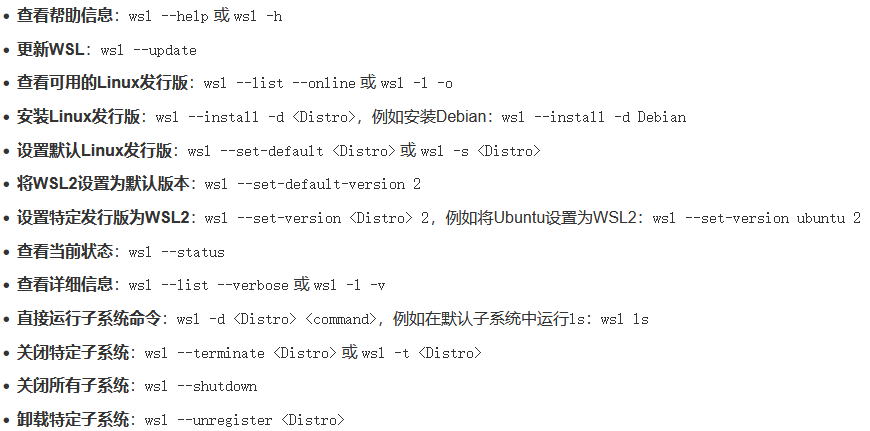 • 查看帮助信息：wsl --help 或 wsl -h
• 更新WSL：wsl --update
• 查看可用的Linux发行版：wsl --list --online 或 wsl -l -o
• 安装Linux发行版：wsl --install -d <Distro>，例如安装Debian：wsl --install -d Debian
• 设置默认Linux发行版：wsl --set-default <Distro> 或 wsl -s <Distro>
• 将WSL2设置为默认版本：wsl --set-default-version 2
• 设置特定发行版为WSL2：wsl --set-version <Distro> 2，例如将Ubuntu设置为WSL2：wsl --set-version ubuntu 2
• 查看当前状态：wsl --status
• 查看详细信息：wsl --list --verbose 或 wsl -l -v
• 直接运行子系统命令：wsl -d <Distro> <command>，例如在默认子系统中运行ls：wsl ls
• 关闭特定子系统：wsl --terminate <Distro> 或 wsl -t <Distro>
• 关闭所有子系统：wsl --shutdown
• 卸载特定子系统：wsl --unregister <Distro>